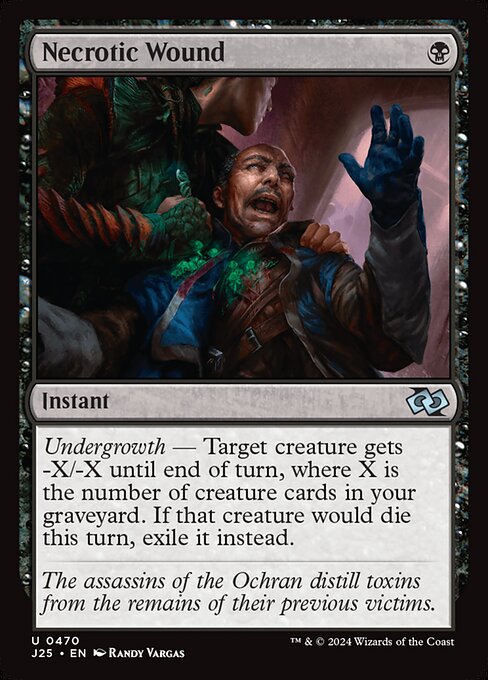 Necrotic Wound
Instant
Undergrowth — Target creature gets
-X/-X until end of turn, where X is
the number of creature cards in your
graveyard. If that creature would die
this turn, exile it instead.
The assassins of the Ochran distill toxins
from the remains of their previous victims.
U 0470
J25 • EN Randy Vargas
™ & © 2024 Wizards of the Coast